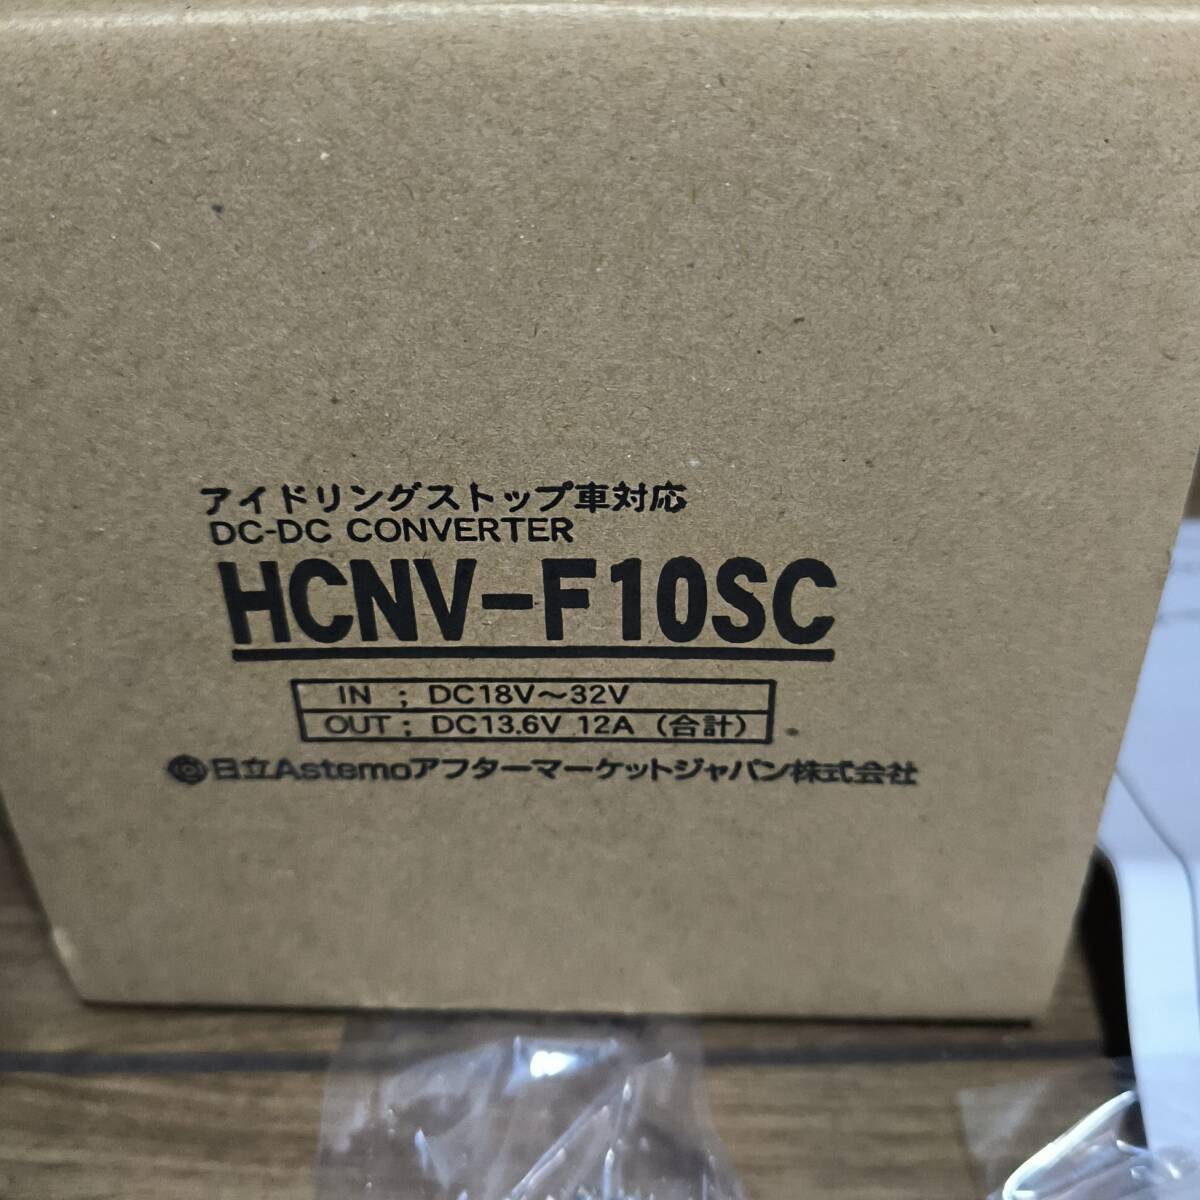 アイドリングストップ車対応
DC-DC CONVERTER
HCNV-F10SC
IN ; DC18V～32V
OUT ; DC13.6V 12A (合計)
日立Astemoアフターマーケットジャパン株式会社